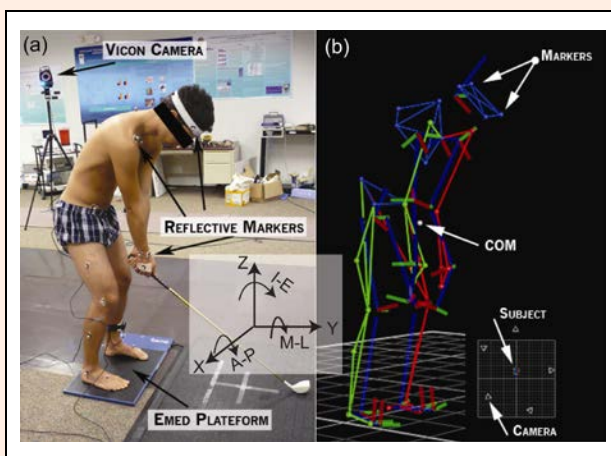 (a)
VICON CAMERA
REFLECTIVE MARKERS
Z
I-E
Y
M-L
X
A-P
EMED PLATEFORM
(b)
MARKERS
COM
SUBJECT
CAMERA